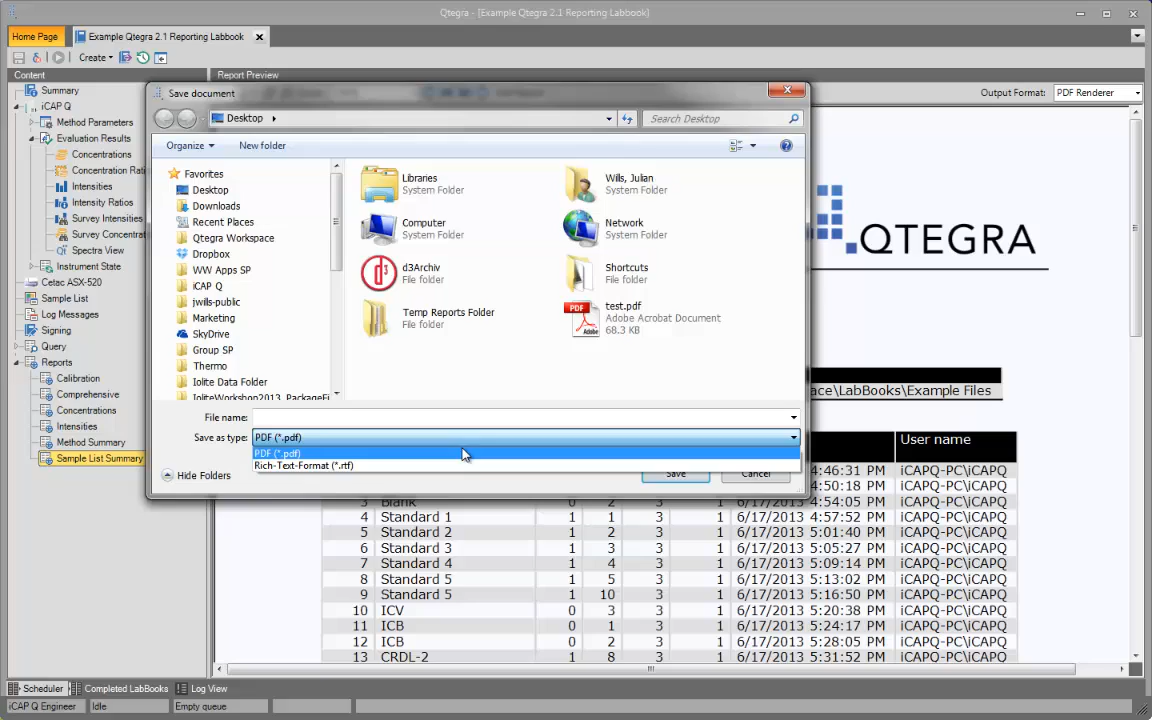 Qtegra - [Example Qtegra 2.1 Reporting Labbook]
Home Page
Example Qtegra 2.1 Reporting Labbook
Create
Content
Report Preview
Summary
iCAP Q
Method Parameters
Evaluation Results
Concentrations
Concentration Rati
Intensities
Intensity Ratios
Survey Intensities
Survey Concentrat
Spectra View
Instrument State
Cetac ASX-520
Sample List
Log Messages
Signing
Query
Reports
Calibration
Comprehensive
Concentrations
Intensities
Method Summary
Sample List Summary
Output Format:
PDF Renderer
Save document
Desktop
Search Desktop
Organize
New folder
Favorites
Desktop
Downloads
Recent Places
Qtegra Workspace
Dropbox
WW Apps SP
iCAP Q
jwills-public
Marketing
SkyDrive
Group SP
Thermo
Iolite Data Folder
IoliteWorkshop2013_PackageFi
Libraries
System Folder
Wills, Julian
System Folder
Computer
System Folder
Network
System Folder
d3Archiv
File folder
Shortcuts
File folder
Temp Reports Folder
File folder
PDF
Adobe
test.pdf
Adobe Acrobat Document
68.3 KB
File name:
Save as type:
PDF (*.pdf)
PDF (*.pdf)
Rich-Text-Format (*.rtf)
Hide Folders
Save
Cancel
QTEGRA
ace\LabBooks\Example Files
User name
4:46:31 PM iCAPQ-PC\iCAPQ
4:50:18 PM iCAPQ-PC\iCAPQ
3 Blank 0 2 3 1 6/17/2013 4:54:05 PM iCAPQ-PC\iCAPQ
4 Standard 1 1 1 3 1 6/17/2013 4:57:52 PM iCAPQ-PC\iCAPQ
5 Standard 2 1 2 3 1 6/17/2013 5:01:40 PM iCAPQ-PC\iCAPQ
6 Standard 3 1 3 3 1 6/17/2013 5:05:27 PM iCAPQ-PC\iCAPQ
7 Standard 4 1 4 3 1 6/17/2013 5:09:14 PM iCAPQ-PC\iCAPQ
8 Standard 5 1 5 3 1 6/17/2013 5:13:02 PM iCAPQ-PC\iCAPQ
9 Standard 5 1 10 3 1 6/17/2013 5:16:50 PM iCAPQ-PC\iCAPQ
10 ICV 0 3 3 1 6/17/2013 5:20:38 PM iCAPQ-PC\iCAPQ
11 ICB 0 1 3 1 6/17/2013 5:24:17 PM iCAPQ-PC\iCAPQ
12 ICB 0 2 3 1 6/17/2013 5:28:05 PM iCAPQ-PC\iCAPQ
13 CRDL-2 1 8 3 1 6/17/2013 5:31:52 PM iCAPQ-PC\iCAPQ
Scheduler
Completed LabBooks
Log View
iCAP Q Engineer
Idle
Empty queue